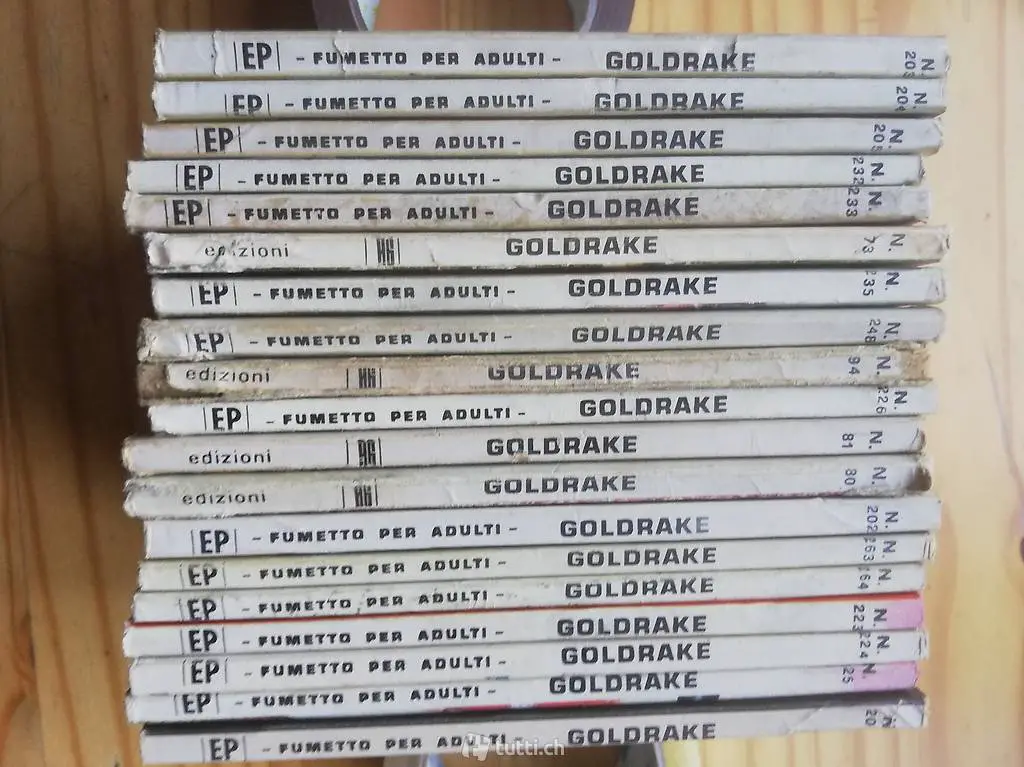 EP - FUMETTO PER ADULTI - GOLDRAKE N. 203
EP - FUMETTO PER ADULTI - GOLDRAKE N. 204
EP - FUMETTO PER ADULTI - GOLDRAKE N. 205
EP - FUMETTO PER ADULTI - GOLDRAKE N. 232
EP - FUMETTO PER ADULTI - GOLDRAKE N. 233
edizioni GOLDRAKE N. 73
EP - FUMETTO PER ADULTI - GOLDRAKE N. 235
EP - FUMETTO PER ADULTI - GOLDRAKE N. 248
edizioni GOLDRAKE N. 94
EP - FUMETTO PER ADULTI - GOLDRAKE N. 226
edizioni GOLDRAKE N. 81
edizioni GOLDRAKE N. 80
EP - FUMETTO PER ADULTI - GOLDRAKE N. 202
EP - FUMETTO PER ADULTI - GOLDRAKE N.
EP - FUMETTO PER ADULTI - GOLDRAKE N.
EP - FUMETTO PER ADULTI - GOLDRAKE N. 223
EP - FUMETTO PER ADULTI - GOLDRAKE N. 224
EP - FUMETTO PER ADULTI - GOLDRAKE N.
EP - FUMETTO PER ADULTI - GOLDRAKE N.
tutti.ch